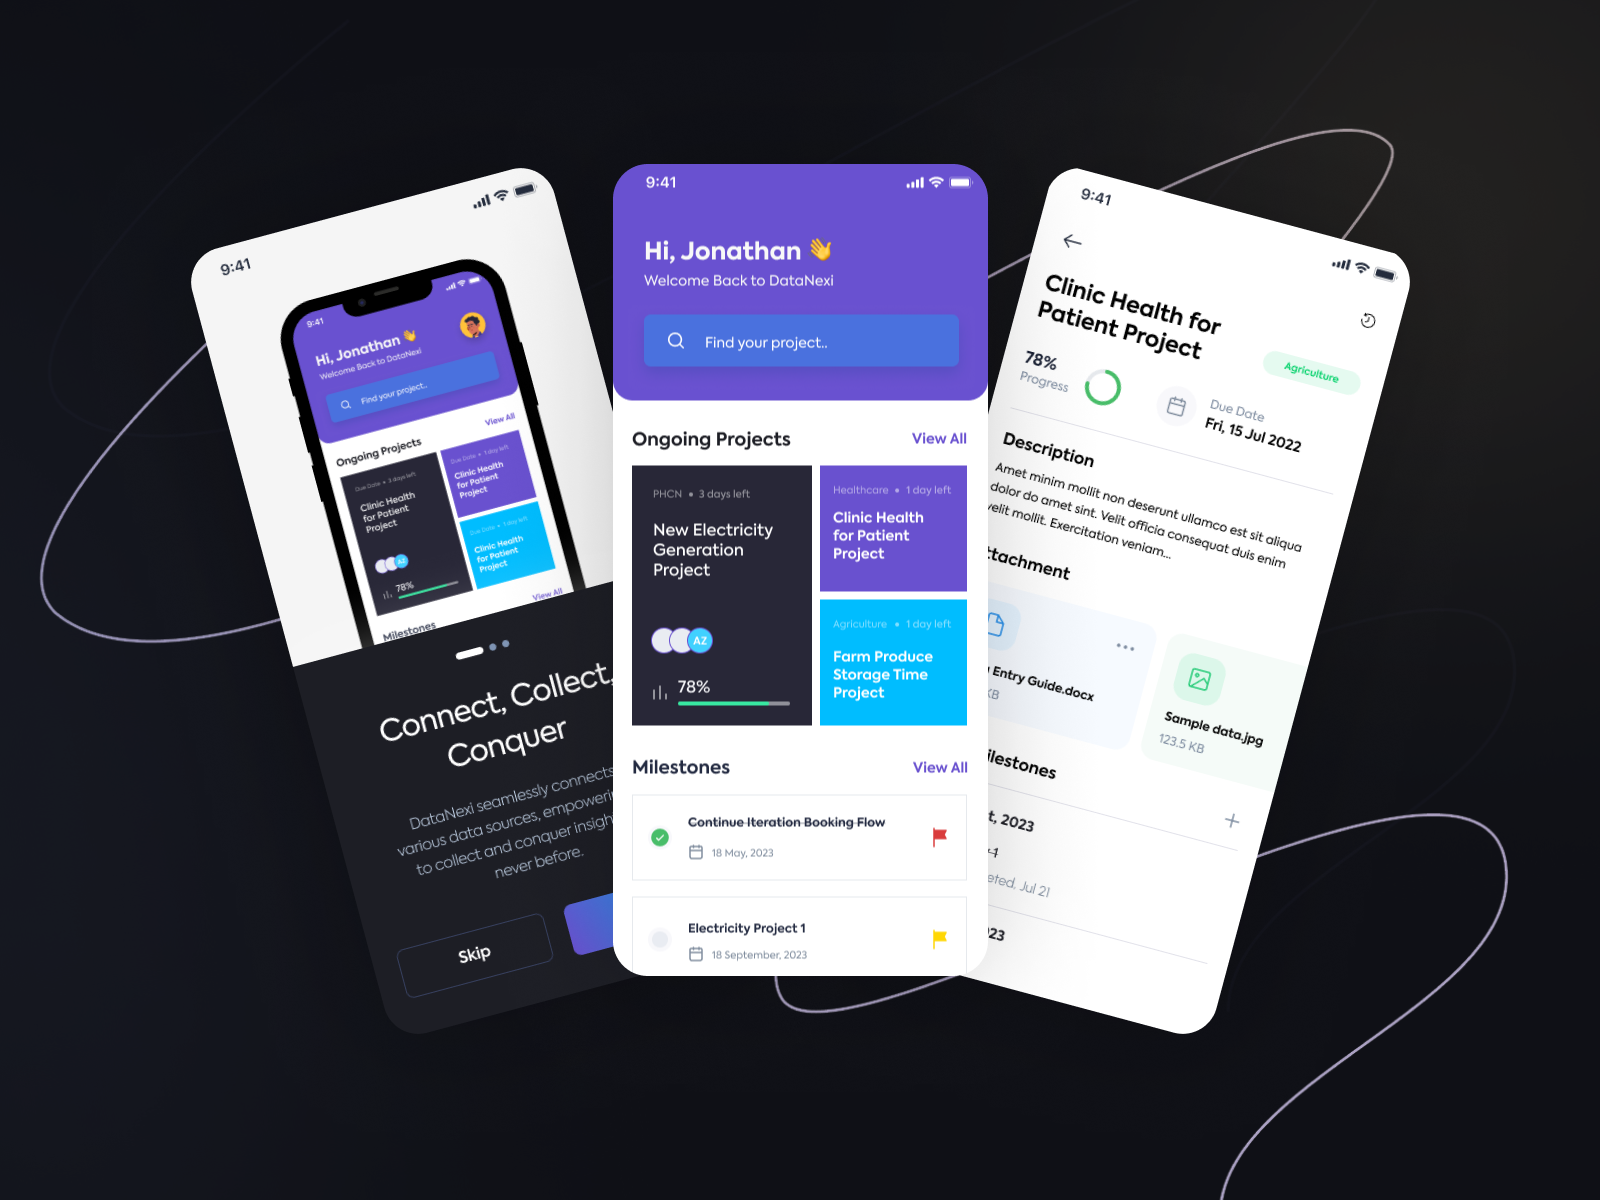 9:41
9:41
Hi, Jonathan 👋
Welcome Back to DataNexi
Find your project..
Ongoing Projects
View All
Due Date • 3 days left
Clinic Health
for Patient
Project
AZ
78%
Due Date • 1 day left
Clinic Health
for Patient
Project
Due Date • 1 day left
Clinic Health
for Patient
Project
Milestones
View All
Connect, Collect,
Conquer
DataNexi seamlessly connects
various data sources, empowerin
to collect and conquer insigh
never before.
Skip
9:41
Hi, Jonathan 👋
Welcome Back to DataNexi
Find your project..
Ongoing Projects
View All
PHCN • 3 days left
New Electricity
Generation
Project
AZ
78%
Healthcare • 1 day left
Clinic Health
for Patient
Project
Agriculture • 1 day left
Farm Produce
Storage Time
Project
Milestones
View All
Continue Iteration Booking Flow
18 May, 2023
Electricity Project 1
18 September, 2023
9:41
Clinic Health for
Patient Project
Agriculture
78%
Progress
Due Date
Fri, 15 Jul 2022
Description
Amet minim mollit non deserunt ullamco est sit aliqua
dolor do amet sint. Velit officia consequat duis enim
velit mollit. Exercitation veniam...
ttachment
Entry Guide.docx
KB
Sample data.jpg
123.5 KB
ilestones
t, 2023
eted, Jul 21
23